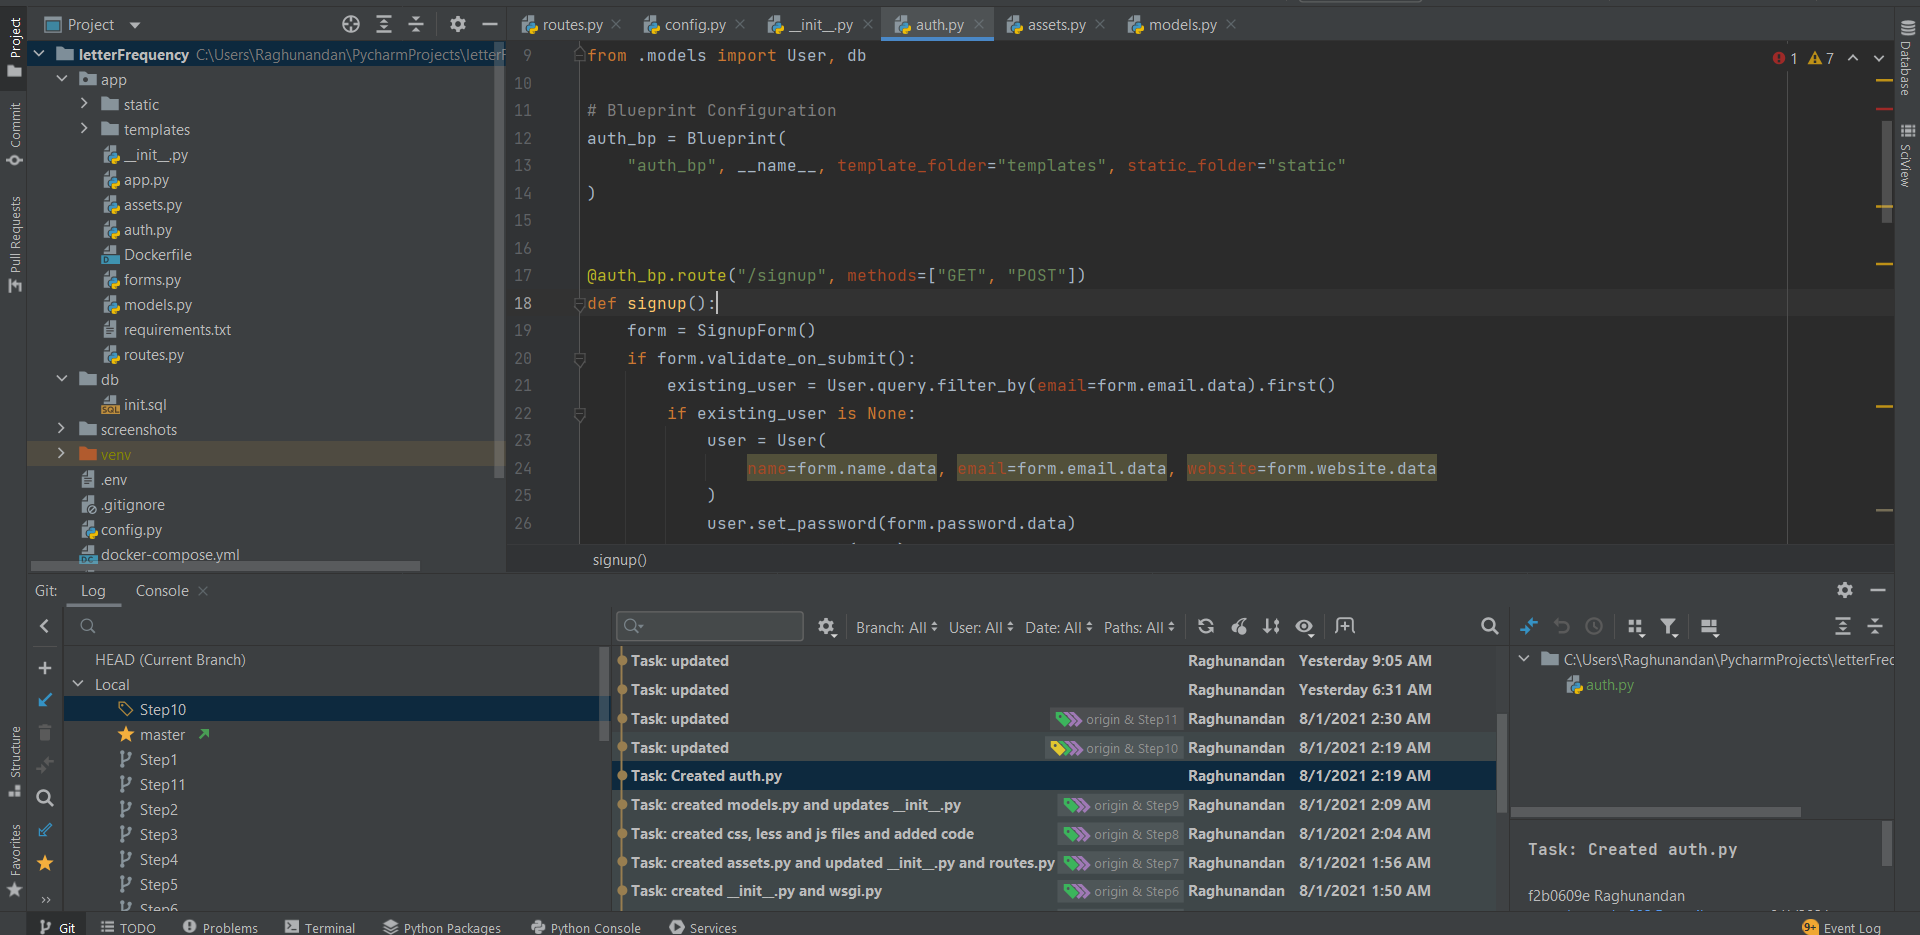 Project
routes.py
config.py
__init__.py
auth.py
assets.py
models.py
Project
Commit
Pull Requests
Structure
Favorites
Database
SciView
letterFrequency C:\Users\Raghunandan\PycharmProjects\letterF
app
static
templates
__init__.py
app.py
assets.py
auth.py
Dockerfile
forms.py
models.py
requirements.txt
routes.py
db
init.sql
screenshots
venv
.env
.gitignore
config.py
docker-compose.yml
1 7
9 from .models import User, db
10
11 # Blueprint Configuration
12 auth_bp = Blueprint(
13 "auth_bp", __name__, template_folder="templates", static_folder="static"
14 )
15
16
17 @auth_bp.route("/signup", methods=["GET", "POST"])
18 def signup():
19 form = SignupForm()
20 if form.validate_on_submit():
21 existing_user = User.query.filter_by(email=form.email.data).first()
22 if existing_user is None:
23 user = User(
24 name=form.name.data, email=form.email.data, website=form.website.data
25 )
26 user.set_password(form.password.data)
signup()
Git: Log Console
Branch: All User: All Date: All Paths: All
HEAD (Current Branch)
Local
Step10
master
Step1
Step11
Step2
Step3
Step4
Step5
Step6
Task: updated Raghunandan Yesterday 9:05 AM
Task: updated Raghunandan Yesterday 6:31 AM
Task: updated origin & Step11 Raghunandan 8/1/2021 2:30 AM
Task: updated origin & Step10 Raghunandan 8/1/2021 2:19 AM
Task: Created auth.py Raghunandan 8/1/2021 2:19 AM
Task: created models.py and updates __init__.py origin & Step9 Raghunandan 8/1/2021 2:09 AM
Task: created css, less and js files and added code origin & Step8 Raghunandan 8/1/2021 2:04 AM
Task: created assets.py and updated __init__.py and routes.py origin & Step7 Raghunandan 8/1/2021 1:56 AM
Task: created __init__.py and wsgi.py origin & Step6 Raghunandan 8/1/2021 1:50 AM
C:\Users\Raghunandan\PycharmProjects\letterFrec
auth.py
Task: Created auth.py
f2b0609e Raghunandan
Git TODO Problems Terminal Python Packages Python Console Services 9+ Event Log